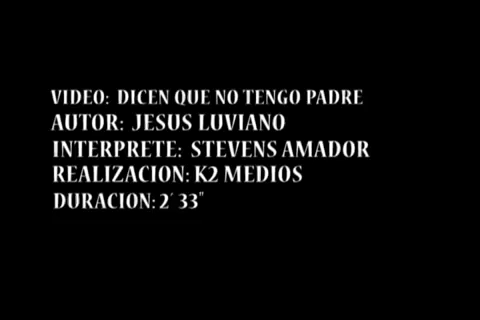 VIDEO: DICEN QUE NO TENGO PADRE
AUTOR: JESUS LUVIANO
INTERPRETE: STEVENS AMADOR
REALIZACION: K2 MEDIOS
DURACION: 2´ 33"